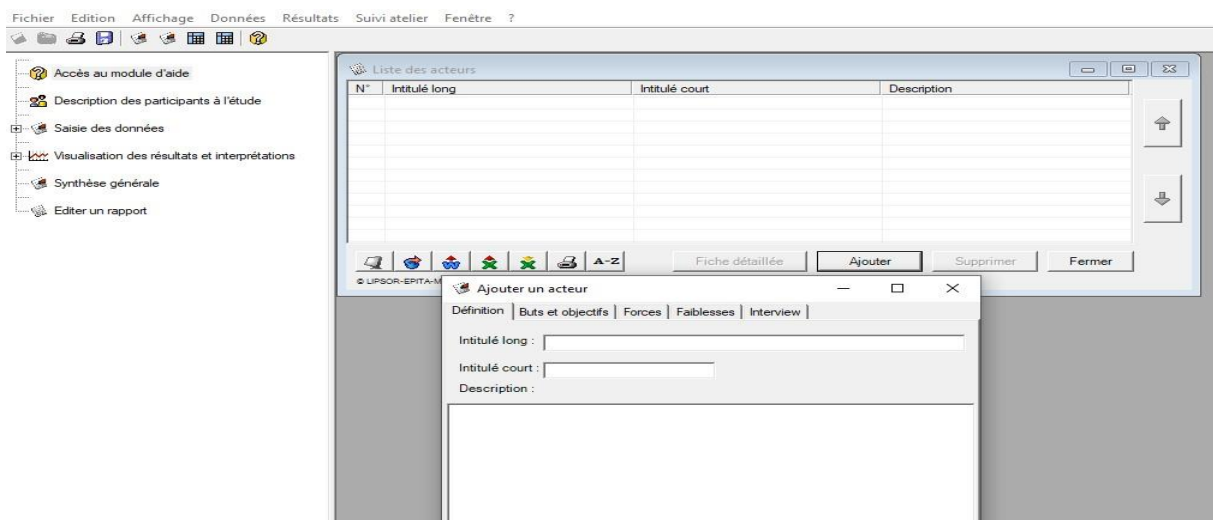 Fichier Edition Affichage Données Résultats Suivi atelier Fenêtre ?
Accès au module d'aide
Description des participants à l'étude
Saisie des données
Visualisation des résultats et interprétations
Synthèse générale
Editer un rapport
Liste des acteurs
N° Intitulé long Intitulé court Description
A-Z Fiche détaillée Ajouter Supprimer Fermer
© LIPSOR-EPITA-M
Ajouter un acteur
Définition Buts et objectifs Forces Faiblesses Interview
Intitulé long :
Intitulé court :
Description :